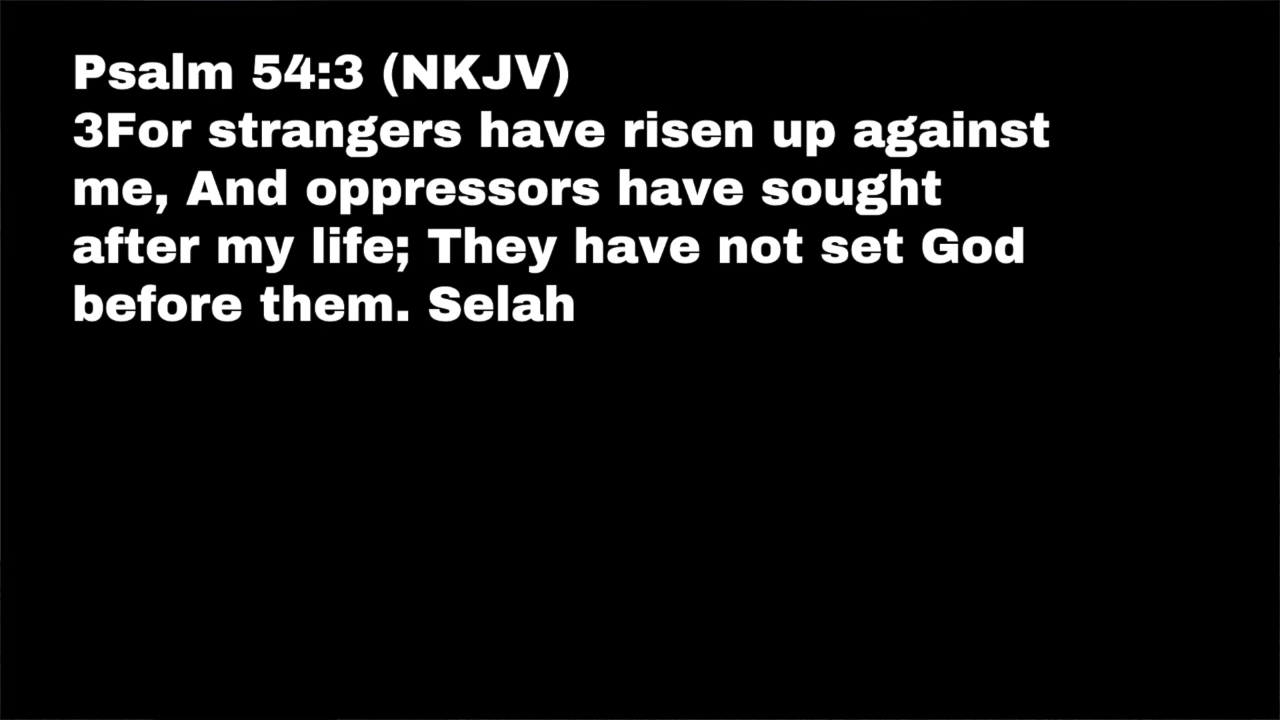 Psalm 54:3 (NKJV)
3For strangers have risen up against
me, And oppressors have sought
after my life; They have not set God
before them. Selah